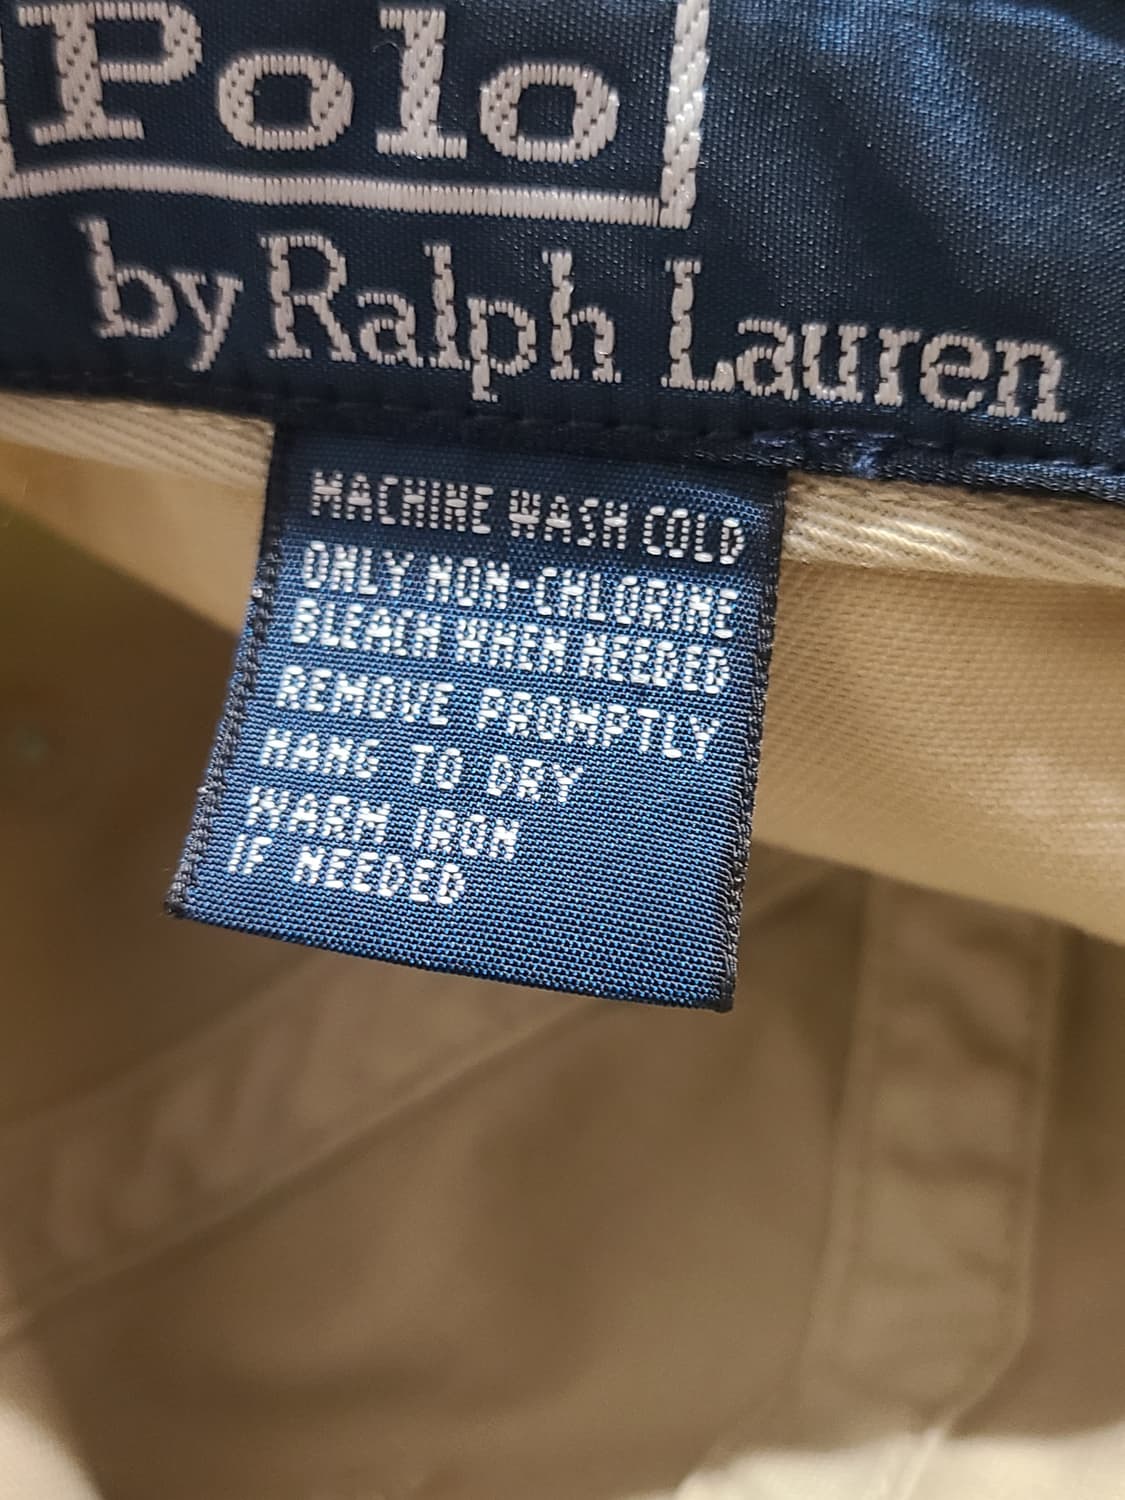 Polo
by Ralph Lauren
MACHINE WASH COLD
ONLY NON-CHLORINE
BLEACH WHEN NEEDED
REMOVE PROMPTLY
HANG TO DRY
WARM IRON
IF NEEDED